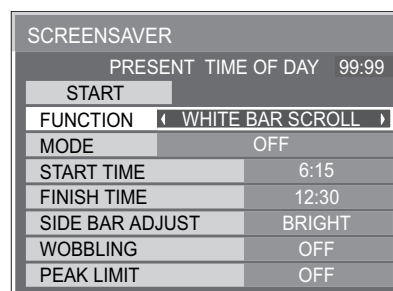 SCREENSAVER
PRESENT TIME OF DAY 99:99
START
FUNCTION WHITE BAR SCROLL
MODE OFF
START TIME 6:15
FINISH TIME 12:30
SIDE BAR ADJUST BRIGHT
WOBBLING OFF
PEAK LIMIT OFF